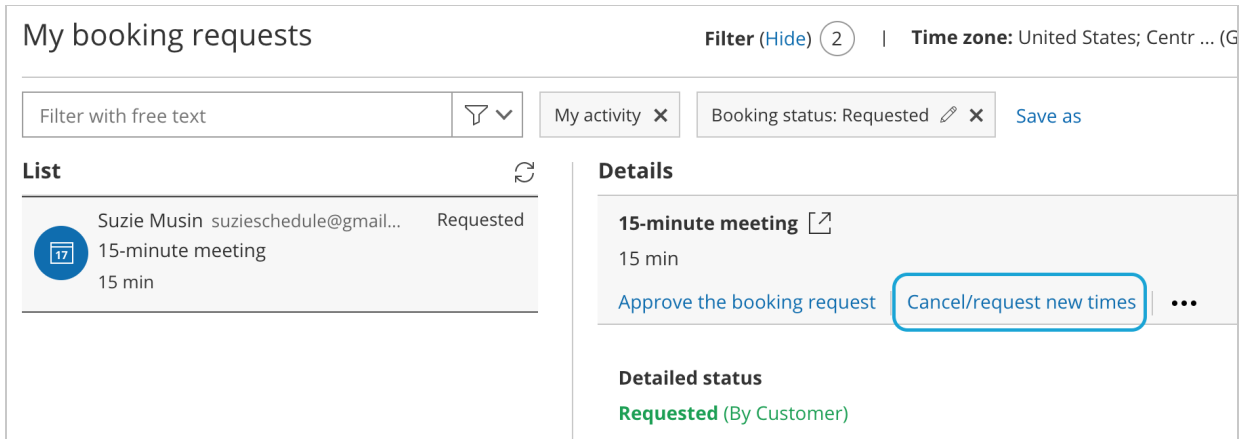 My booking requests
Filter (Hide) 2 | Time zone: United States; Centr ... (G
Filter with free text
My activity
Booking status: Requested
Save as
List
Suzie Musin suzieschedule@gmail... Requested
17
15-minute meeting
15 min
Details
15-minute meeting
15 min
Approve the booking request
Cancel/request new times
•••
Detailed status
Requested (By Customer)